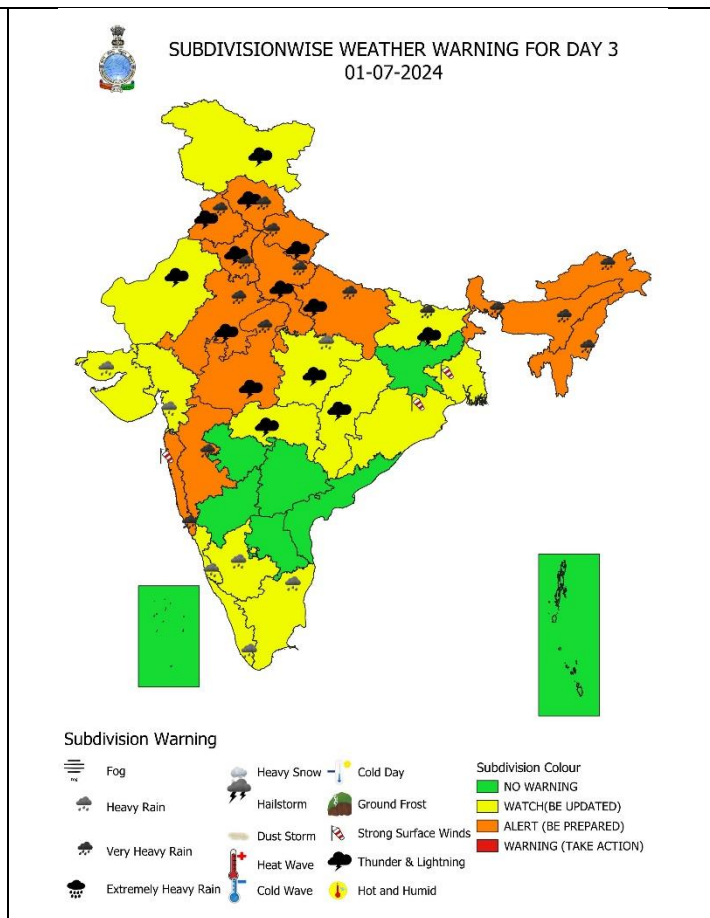 SUBDIVISIONWISE WEATHER WARNING FOR DAY 3
01-07-2024
Subdivision Warning
Fog
Heavy Rain
Very Heavy Rain
Extremely Heavy Rain
Heavy Snow
Hailstorm
Dust Storm
Heat Wave
Cold Wave
Cold Day
Ground Frost
Strong Surface Winds
Thunder & Lightning
Hot and Humid
Subdivision Colour
NO WARNING
WATCH(BE UPDATED)
ALERT (BE PREPARED)
WARNING (TAKE ACTION)